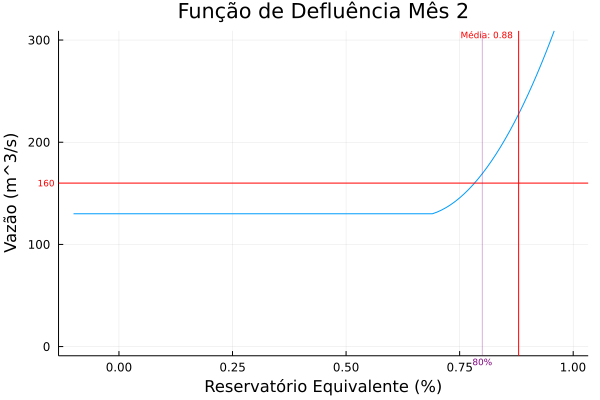 Função de Defluência Mês 2
Média: 0.88
300
200
160
100
0
Vazão (m^3/s)
0.00
0.25
0.50
0.75
80%
1.00
Reservatório Equivalente (%)